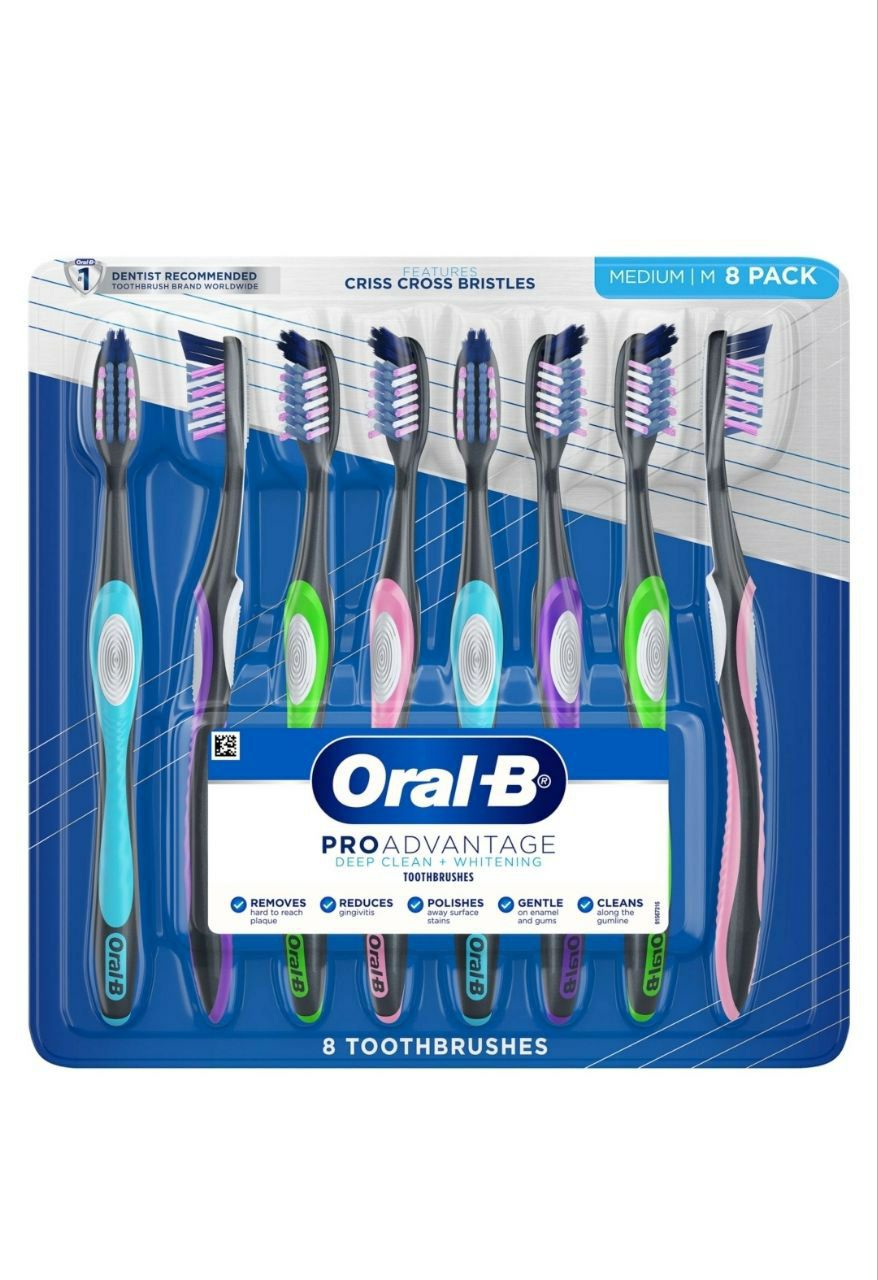 Oral-B
#1
DENTIST RECOMMENDED
TOOTHBRUSH BRAND WORLDWIDE
FEATURES
CRISS CROSS BRISTLES
MEDIUM | M 8 PACK
Oral-B®
PROADVANTAGE
DEEP CLEAN + WHITENING
TOOTHBRUSHES
REMOVES
hard to reach
plaque
REDUCES
gingivitis
POLISHES
away surface
stains
GENTLE
on enamel
and gums
CLEANS
along the
gumline
91567216
Oral-B
Oral-B
Oral-B
Oral-B
Oral-B
Oral-B
8 TOOTHBRUSHES